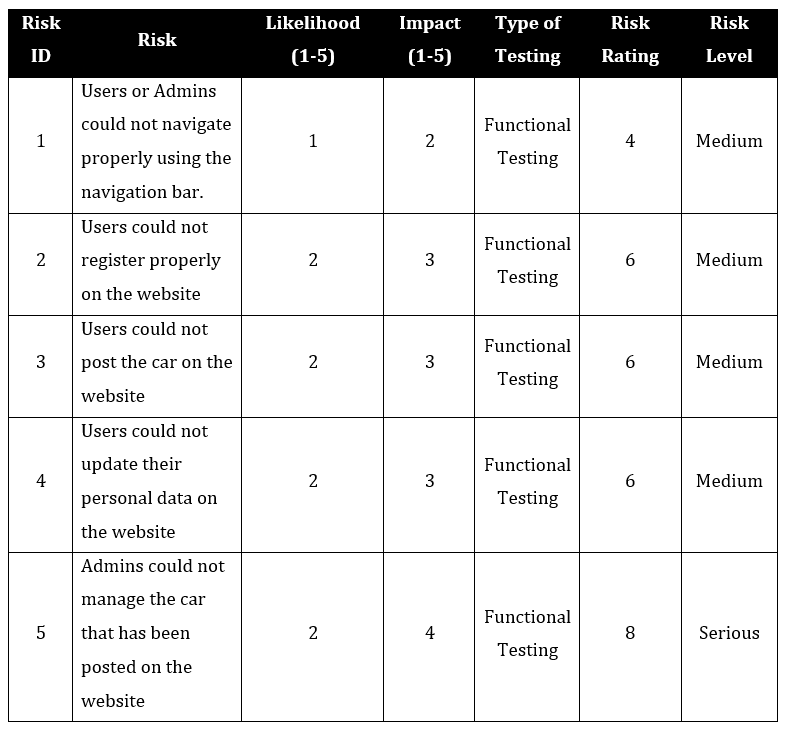 Risk ID | Risk | Likelihood (1-5) | Impact (1-5) | Type of Testing | Risk Rating | Risk Level
1 | Users or Admins could not navigate properly using the navigation bar. | 1 | 2 | Functional Testing | 4 | Medium
2 | Users could not register properly on the website | 2 | 3 | Functional Testing | 6 | Medium
3 | Users could not post the car on the website | 2 | 3 | Functional Testing | 6 | Medium
4 | Users could not update their personal data on the website | 2 | 3 | Functional Testing | 6 | Medium
5 | Admins could not manage the car that has been posted on the website | 2 | 4 | Functional Testing | 8 | Serious